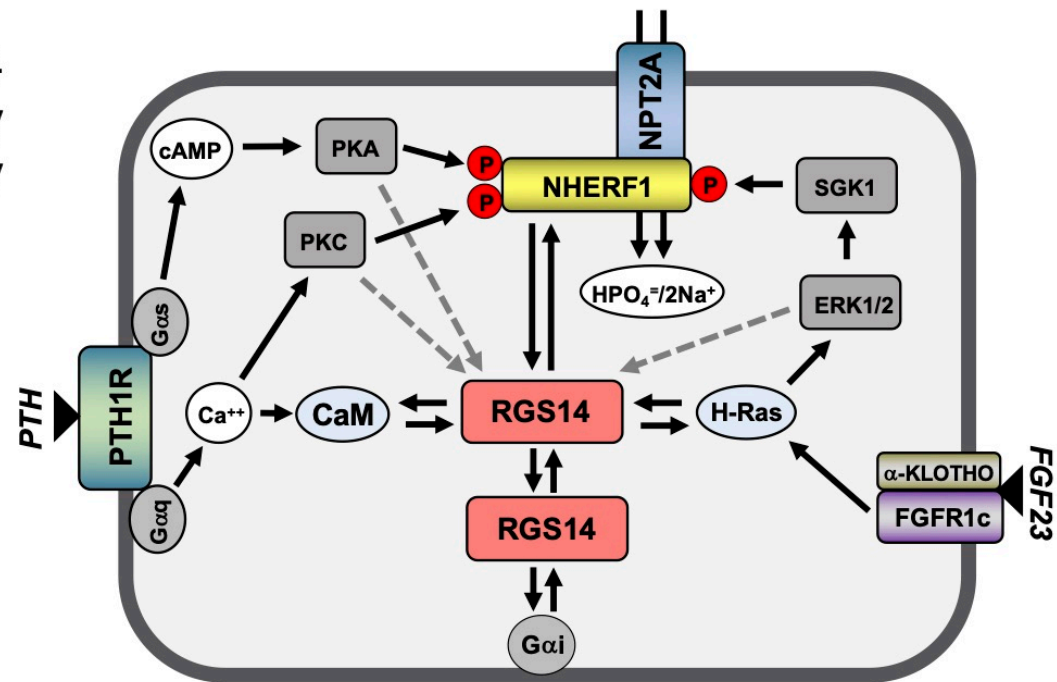 NPT2A
cAMP
PKA
P
NHERF1
P
P
SGK1
PKC
HPO₄⁼/2Na⁺
ERK1/2
Gαs
PTH
PTH1R
Ca⁺⁺
CaM
RGS14
H-Ras
Gαq
α-KLOTHO
FGFR1c
FGF23
RGS14
Gαi